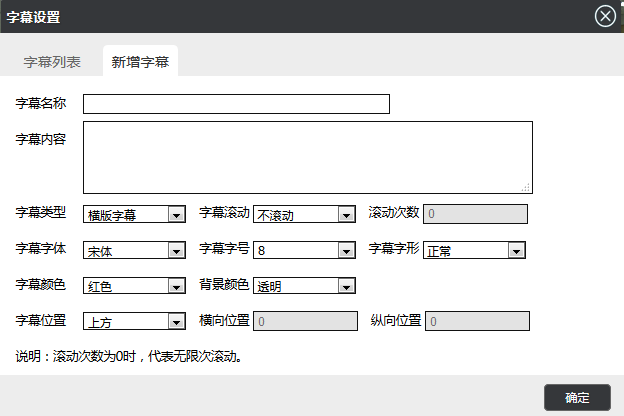 字幕设置
字幕列表 新增字幕
字幕名称
字幕内容
字幕类型 横版字幕 字幕滚动 不滚动 滚动次数 0
字幕字体 宋体 字幕字号 8 字幕字形 正常
字幕颜色 红色 背景颜色 透明
字幕位置 上方 横向位置 0 纵向位置 0
说明：滚动次数为0时，代表无限次滚动。
确定